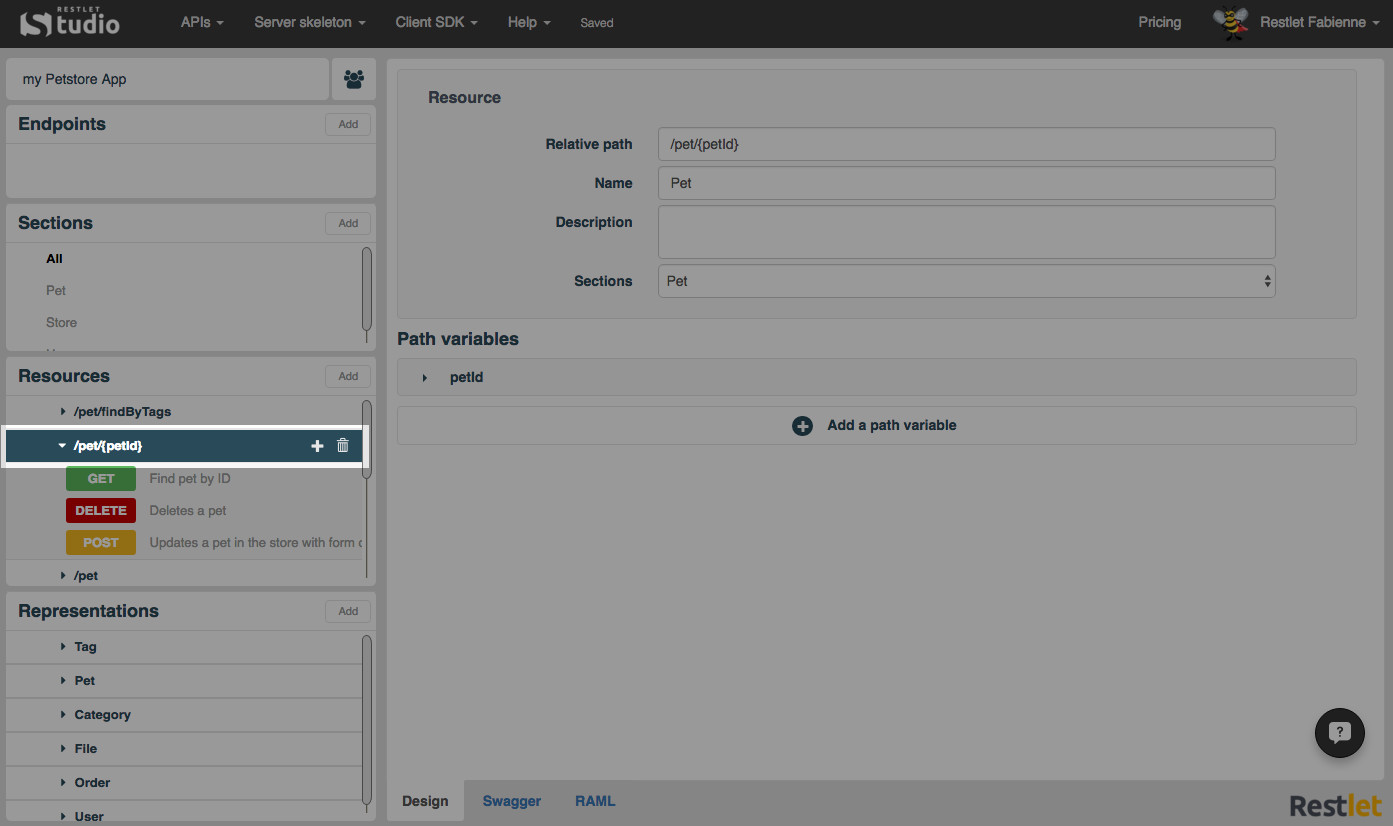 RESTLET
Studio
APIs
Server skeleton
Client SDK
Help
Saved
Pricing
Restlet Fabienne
my Petstore App
Endpoints
Add
Sections
Add
All
Pet
Store
Resources
Add
/pet/findByTags
/pet/{petId}
GET Find pet by ID
DELETE Deletes a pet
POST Updates a pet in the store with form
/pet
Representations
Add
Tag
Pet
Category
File
Order
User
Resource
Relative path /pet/{petId}
Name Pet
Description
Sections Pet
Path variables
petId
Add a path variable
?
Design
Swagger
RAML
Restlet